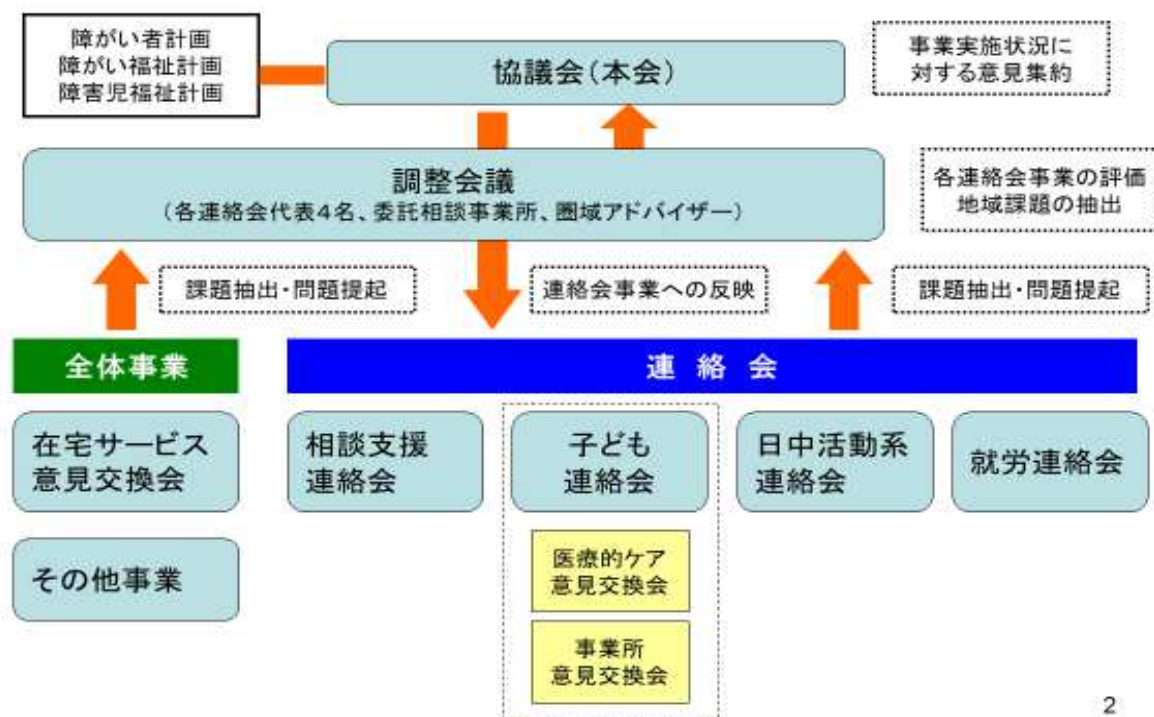 障がい者計画
障がい福祉計画
障害児福祉計画
協議会(本会)
事業実施状況に
対する意見集約
調整会議
(各連絡会代表4名、委託相談事業所、圏域アドバイザー)
各連絡会事業の評価
地域課題の抽出
課題抽出・問題提起
連絡会事業への反映
課題抽出・問題提起
全体事業
連 絡 会
在宅サービス
意見交換会
相談支援
連絡会
子ども
連絡会
日中活動系
連絡会
就労連絡会
その他事業
医療的ケア
意見交換会
事業所
意見交換会
2